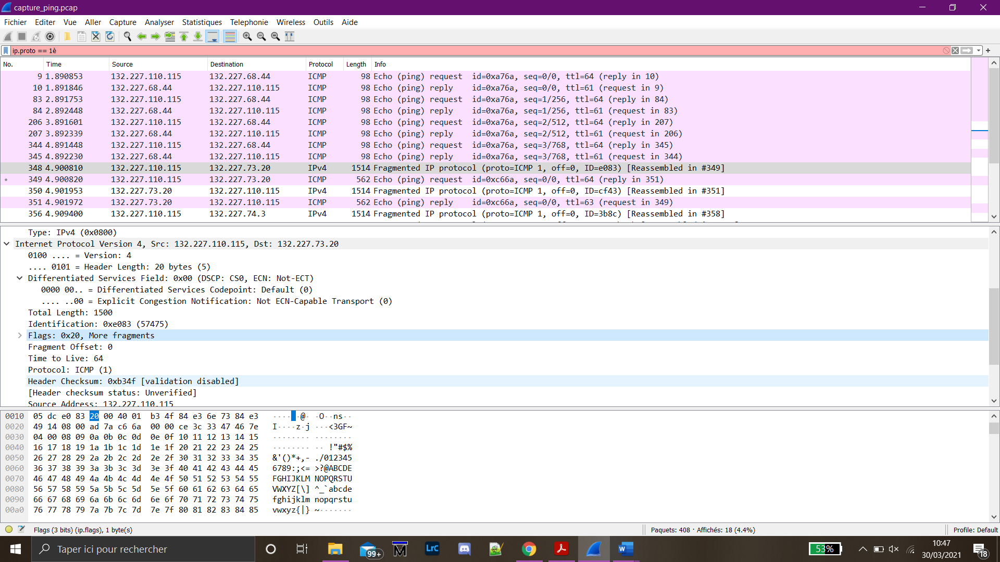 capture_ping.pcap
Fichier Editer Vue Aller Capture Analyser Statistiques Telephonie Wireless Outils Aide
ip.proto == 1è
No. Time Source Destination Protocol Length Info
9 1.890853 132.227.110.115 132.227.68.44 ICMP 98 Echo (ping) request id=0xa76a, seq=0/0, ttl=64 (reply in 10)
10 1.891846 132.227.68.44 132.227.110.115 ICMP 98 Echo (ping) reply id=0xa76a, seq=0/0, ttl=61 (request in 9)
83 2.891753 132.227.110.115 132.227.68.44 ICMP 98 Echo (ping) request id=0xa76a, seq=1/256, ttl=64 (reply in 84)
84 2.892448 132.227.68.44 132.227.110.115 ICMP 98 Echo (ping) reply id=0xa76a, seq=1/256, ttl=61 (request in 83)
206 3.891601 132.227.110.115 132.227.68.44 ICMP 98 Echo (ping) request id=0xa76a, seq=2/512, ttl=64 (reply in 207)
207 3.892339 132.227.68.44 132.227.110.115 ICMP 98 Echo (ping) reply id=0xa76a, seq=2/512, ttl=61 (request in 206)
344 4.891448 132.227.110.115 132.227.68.44 ICMP 98 Echo (ping) request id=0xa76a, seq=3/768, ttl=64 (reply in 345)
345 4.892230 132.227.68.44 132.227.110.115 ICMP 98 Echo (ping) reply id=0xa76a, seq=3/768, ttl=61 (request in 344)
348 4.900810 132.227.110.115 132.227.73.20 IPv4 1514 Fragmented IP protocol (proto=ICMP 1, off=0, ID=e083) [Reassembled in #349]
349 4.900820 132.227.110.115 132.227.73.20 ICMP 562 Echo (ping) request id=0xc66a, seq=0/0, ttl=64 (reply in 351)
350 4.901953 132.227.73.20 132.227.110.115 IPv4 1514 Fragmented IP protocol (proto=ICMP 1, off=0, ID=cf43) [Reassembled in #351]
351 4.901972 132.227.73.20 132.227.110.115 ICMP 562 Echo (ping) reply id=0xc66a, seq=0/0, ttl=63 (request in 349)
356 4.909400 132.227.110.115 132.227.74.3 IPv4 1514 Fragmented IP protocol (proto=ICMP 1, off=0, ID=3b8c) [Reassembled in #358]
Type: IPv4 (0x0800)
Internet Protocol Version 4, Src: 132.227.110.115, Dst: 132.227.73.20
0100 .... = Version: 4
.... 0101 = Header Length: 20 bytes (5)
Differentiated Services Field: 0x00 (DSCP: CS0, ECN: Not-ECT)
0000 00.. = Differentiated Services Codepoint: Default (0)
.... ..00 = Explicit Congestion Notification: Not ECN-Capable Transport (0)
Total Length: 1500
Identification: 0xe083 (57475)
Flags: 0x20, More fragments
Fragment Offset: 0
Time to Live: 64
Protocol: ICMP (1)
Header Checksum: 0xb34f [validation disabled]
[Header checksum status: Unverified]
Source Address: 132.227.110.115
0010 05 dc e0 83 20 00 40 01 b3 4f 84 e3 6e 73 84 e3 ···· ·@· ·O··ns··
0020 49 14 08 00 ad 7a c6 6a 00 00 ce 3c 33 47 46 7e I····z·j ···<3GF~
0030 04 00 08 09 0a 0b 0c 0d 0e 0f 10 11 12 13 14 15 ········ ········
0040 16 17 18 19 1a 1b 1c 1d 1e 1f 20 21 22 23 24 25 ········ ·· !"#$%
0050 26 27 28 29 2a 2b 2c 2d 2e 2f 30 31 32 33 34 35 &'()*+,- ./012345
0060 36 37 38 39 3a 3b 3c 3d 3e 3f 40 41 42 43 44 45 6789:;<= >?@ABCDE
0070 46 47 48 49 4a 4b 4c 4d 4e 4f 50 51 52 53 54 55 FGHIJKLM NOPQRSTU
0080 56 57 58 59 5a 5b 5c 5d 5e 5f 60 61 62 63 64 65 VWXYZ[\] ^_`abcde
0090 66 67 68 69 6a 6b 6c 6d 6e 6f 70 71 72 73 74 75 fghijklm nopqrstu
00a0 76 77 78 79 7a 7b 7c 7d 7e 7f 80 81 82 83 84 85 vwxyz{|} ~·······
Flags (3 bits) (ip.flags), 1 byte(s) Paquets: 408 · Affichés: 18 (4.4%) Profile: Default
Taper ici pour rechercher 99+ M LrC W 53% 10:47
30/03/2021 18